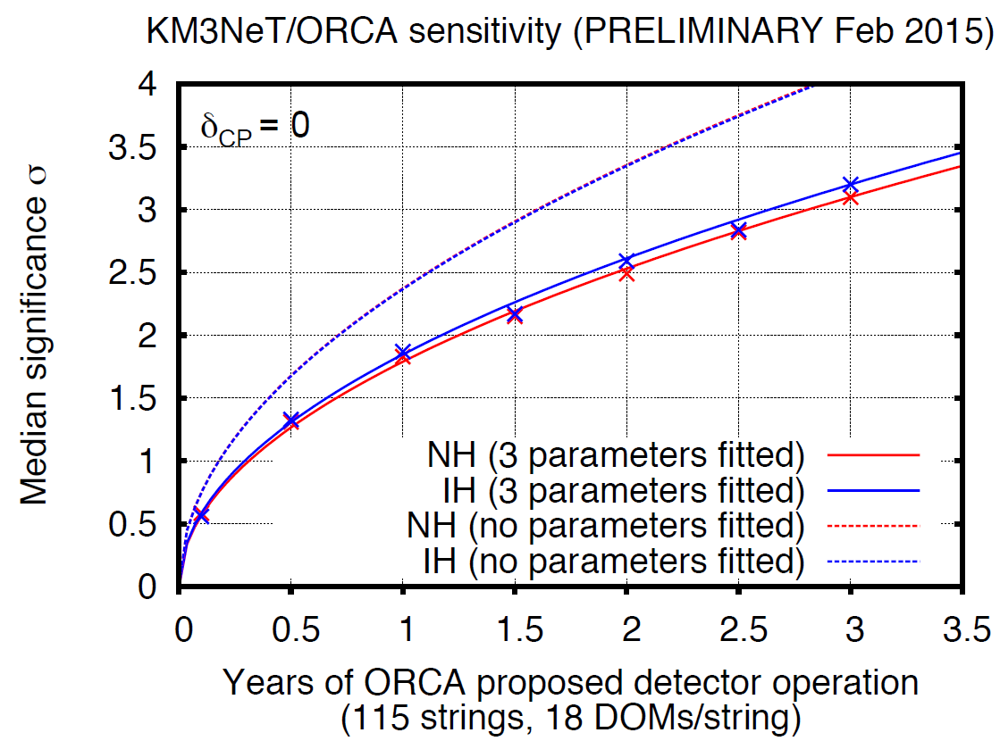 KM3NeT/ORCA sensitivity (PRELIMINARY Feb 2015)
4
δCP = 0
3.5
3
2.5
2
1.5
1
0.5
0
Median significance σ
NH (3 parameters fitted)
IH (3 parameters fitted)
NH (no parameters fitted)
IH (no parameters fitted)
0 0.5 1 1.5 2 2.5 3 3.5
Years of ORCA proposed detector operation
(115 strings, 18 DOMs/string)